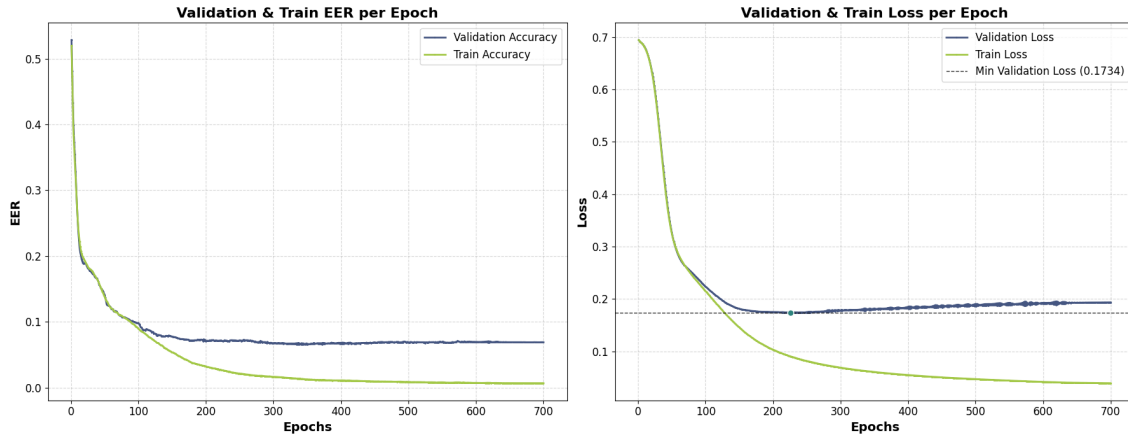 Validation & Train EER per Epoch
Validation Accuracy
Train Accuracy
EER
0.5
0.4
0.3
0.2
0.1
0.0
0 100 200 300 400 500 600 700
Epochs
Validation & Train Loss per Epoch
Validation Loss
Train Loss
Min Validation Loss (0.1734)
Loss
0.7
0.6
0.5
0.4
0.3
0.2
0.1
0 100 200 300 400 500 600 700
Epochs